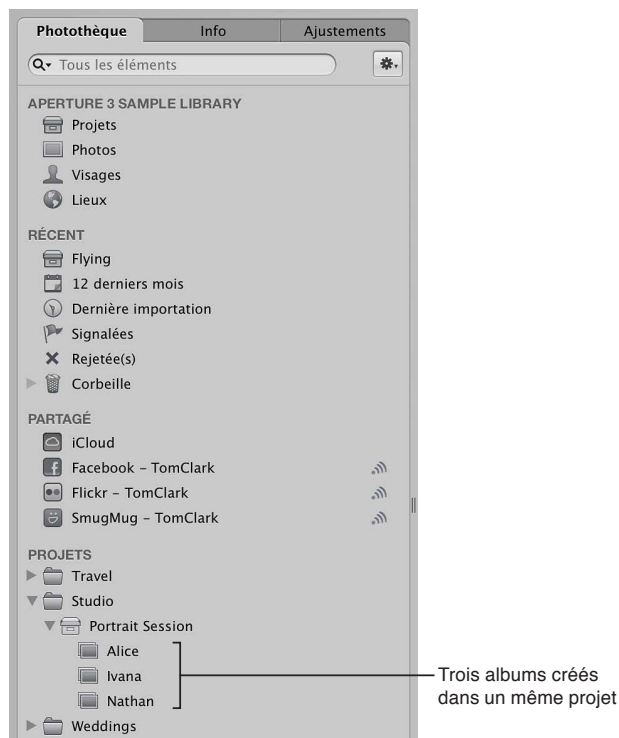 Photothèque Info Ajustements
Tous les éléments
APERTURE 3 SAMPLE LIBRARY
Projets
Photos
Visages
Lieux
RÉCENT
Flying
12 derniers mois
Dernière importation
Signalées
Rejetée(s)
Corbeille
PARTAGÉ
iCloud
Facebook – TomClark
Flickr – TomClark
SmugMug – TomClark
PROJETS
Travel
Studio
Portrait Session
Alice
Ivana
Nathan
Weddings
Trois albums créés
dans un même projet